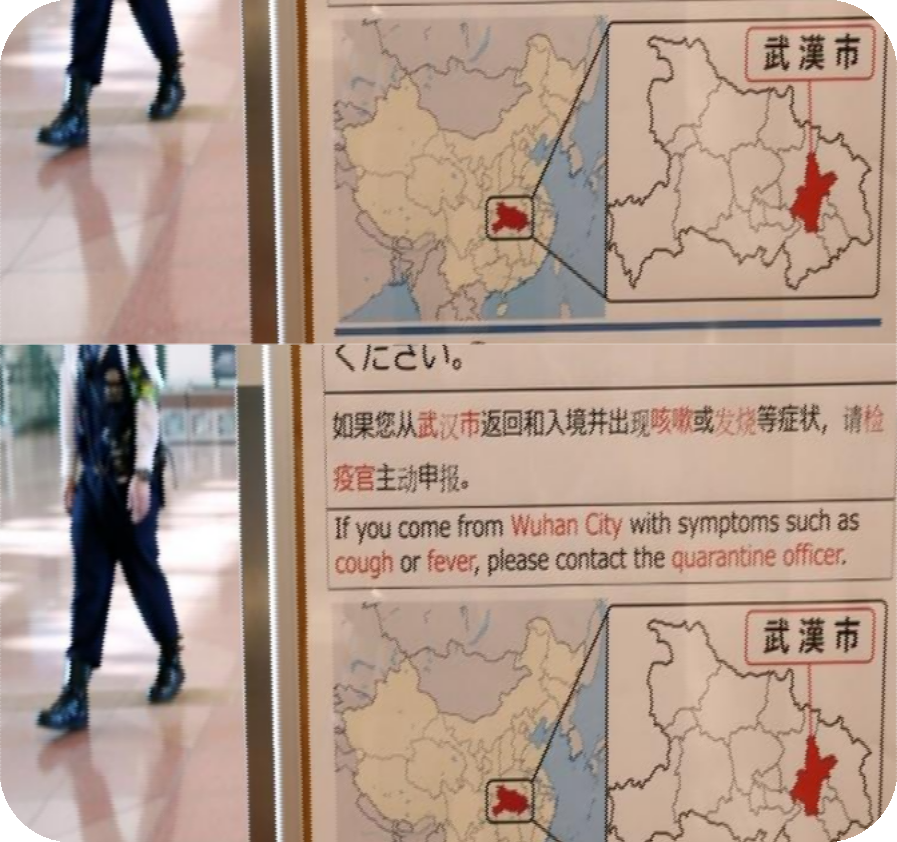 武漢市
ください。
如果您从武汉市返回和入境并出现咳嗽或发烧等症状，请检
疫官主动申报。
If you come from Wuhan City with symptoms such as
cough or fever, please contact the quarantine officer.
武漢市